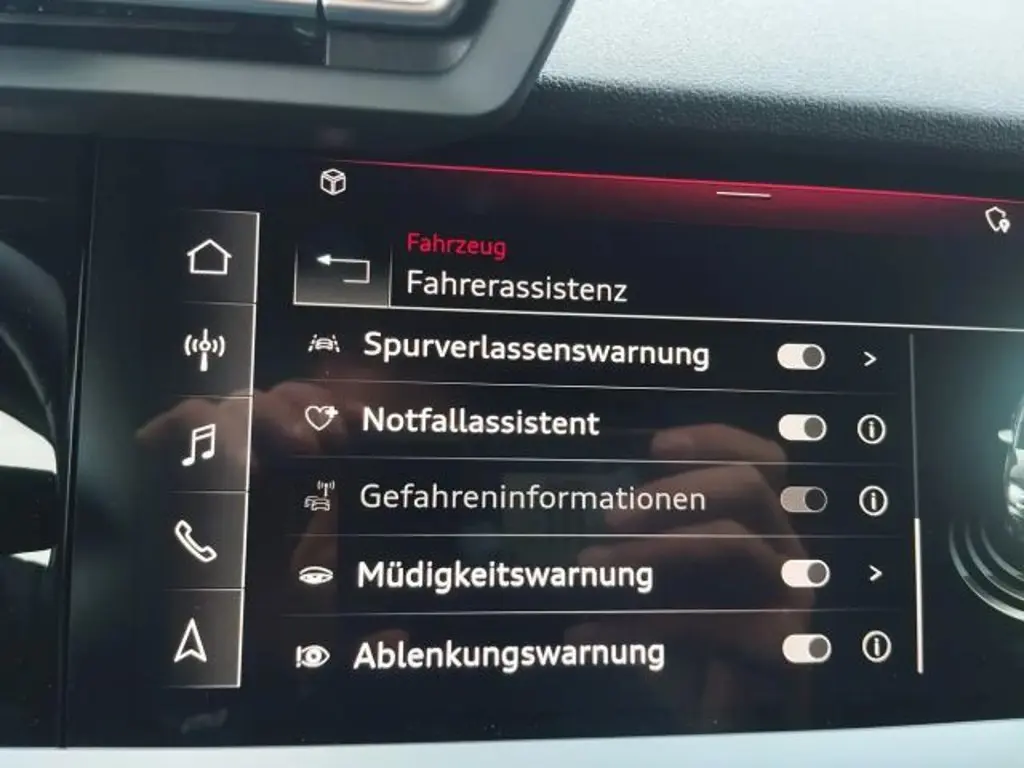 Fahrzeug
Fahrerassistenz
Spurverlassenswarnung
Notfallassistent
Gefahreninformationen
Müdigkeitswarnung
Ablenkungswarnung